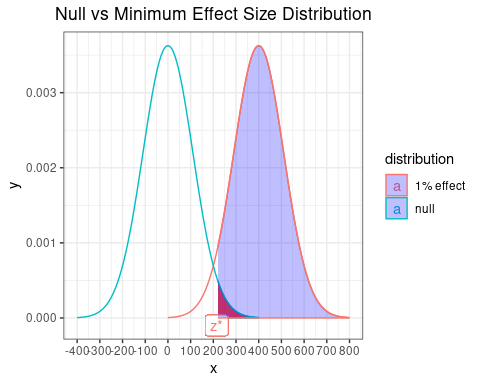 Null vs Minimum Effect Size Distribution
0.003
0.002
0.001
0.000
y
z*
-400-300-200-100 0 100 200 300 400 500 600 700 800
x
distribution
a 1% effect
a null